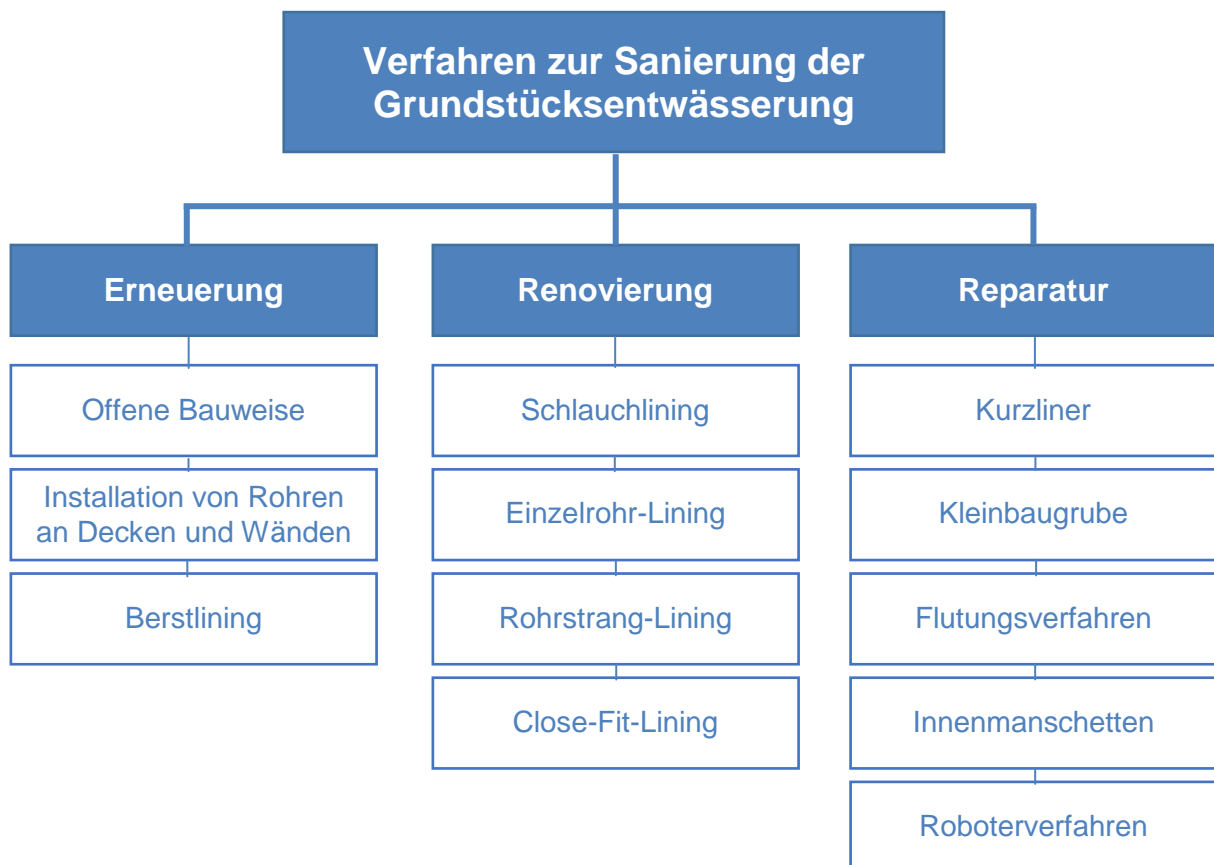 Verfahren zur Sanierung der
Grundstücksentwässerung
Erneuerung
Offene Bauweise
Installation von Rohren
an Decken und Wänden
Berstlining
Renovierung
Schlauchlining
Einzelrohr-Lining
Rohrstrang-Lining
Close-Fit-Lining
Reparatur
Kurzliner
Kleinbaugrube
Flutungsverfahren
Innenmanschetten
Roboterverfahren